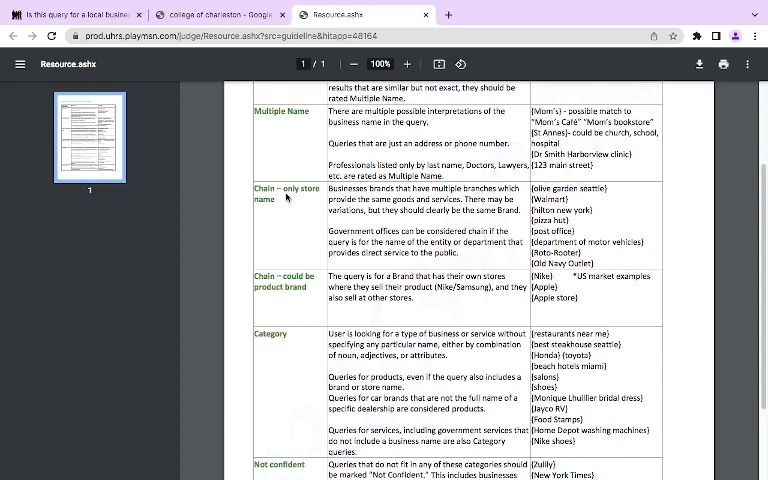 Is this query for a local busines
college of charleston - Google
Resource.ashx
prod.uhrs.playmsn.com/judge/Resource.ashx?src=guideline&hitapp=48164
Resource.ashx
1 / 1
100%
1
results that are similar but not exact, they should be
rated Multiple Name.
Multiple Name
There are multiple possible interpretations of the
business name in the query.
Queries that are just an address or phone number.
Professionals listed only by last name, Doctors, Lawyers,
etc. are rated as Multiple Name.
{Mom's} - possible match to
"Mom's Café" "Mom's bookstore"
{St Annes}- could be church, school,
hospital
{Dr Smith Harborview clinic}
{123 main street}
Chain – only store
name
Businesses brands that have multiple branches which
provide the same goods and services. There may be
variations, but they should clearly be the same Brand.
Government offices can be considered chain if the
query is for the name of the entity or department that
provides direct service to the public.
{olive garden seattle}
{Walmart}
{hilton new york}
{pizza hut}
{post office}
{department of motor vehicles}
{Roto-Rooter}
{Old Navy Outlet}
Chain – could be
product brand
The query is for a Brand that has their own stores
where they sell their product (Nike/Samsung), and they
also sell at other stores.
{Nike} *US market examples
{Apple}
{Apple store}
Category
User is looking for a type of business or service without
specifying any particular name, either by combination
of noun, adjectives, or attributes.
Queries for products, even if the query also includes a
brand or store name.
Queries for car brands that are not the full name of a
specific dealership are considered products.
Queries for services, including government services that
do not include a business name are also Category
queries.
{restaurants near me}
{best steakhouse seattle}
{Honda} {toyota}
{beach hotels miami}
{salons}
{shoes}
{Monique Lhuillier bridal dress}
{Jayco RV}
{Food Stamps}
{Home Depot washing machines}
{Nike shoes}
Not confident
Queries that do not fit in any of these categories should
be marked "Not Confident." This includes businesses
{Zulily}
{New York Times}